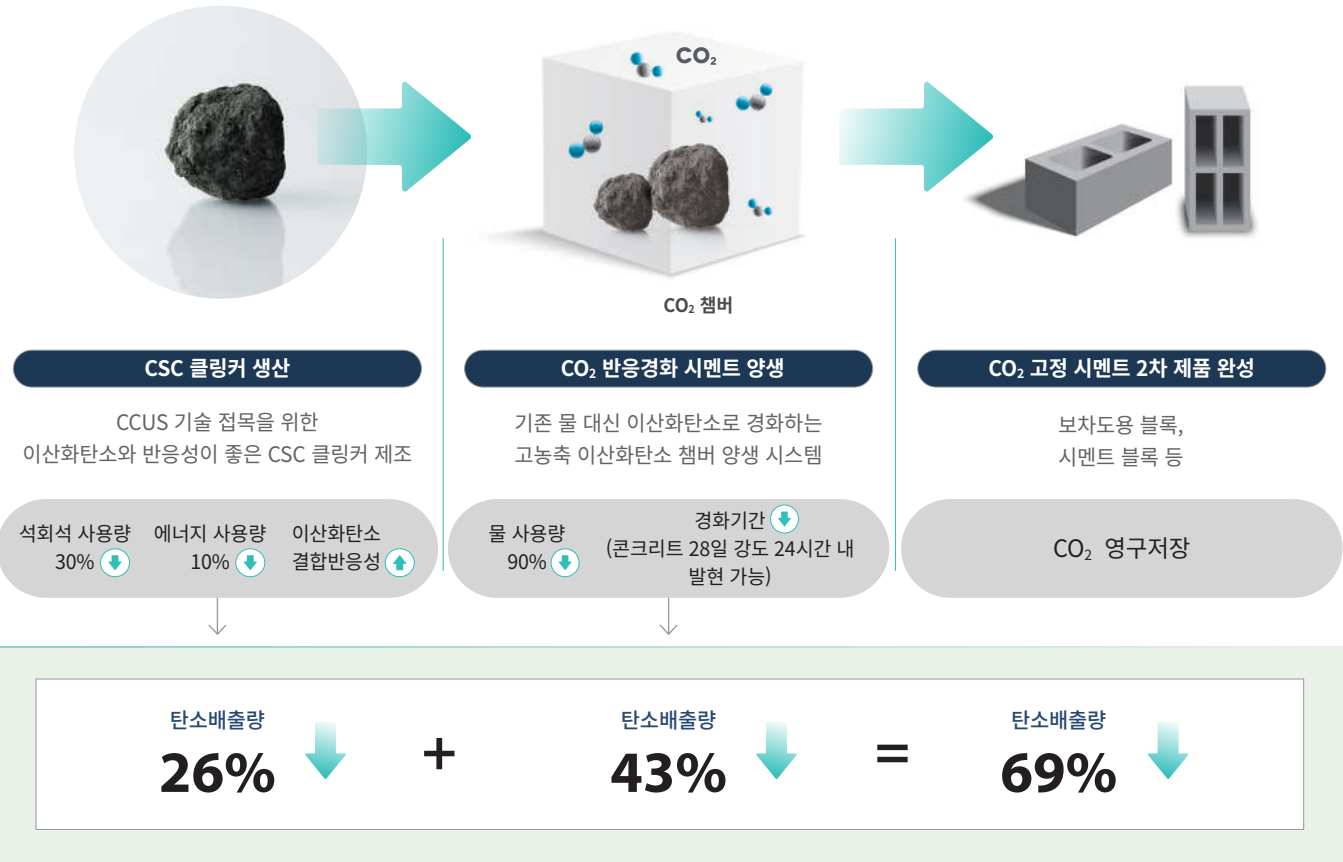 CO₂
CO₂ 챔버
CSC 클링커 생산
CCUS 기술 접목을 위한
이산화탄소와 반응성이 좋은 CSC 클링커 제조
석회석 사용량
30%
에너지 사용량
10%
이산화탄소
결합반응성
CO₂ 반응경화 시멘트 양생
기존 물 대신 이산화탄소로 경화하는
고농축 이산화탄소 챔버 양생 시스템
물 사용량
90%
경화기간
(콘크리트 28일 강도 24시간 내
발현 가능)
CO₂ 고정 시멘트 2차 제품 완성
보차도용 블록,
시멘트 블록 등
CO₂ 영구저장
탄소배출량
26%
+
탄소배출량
43%
=
탄소배출량
69%